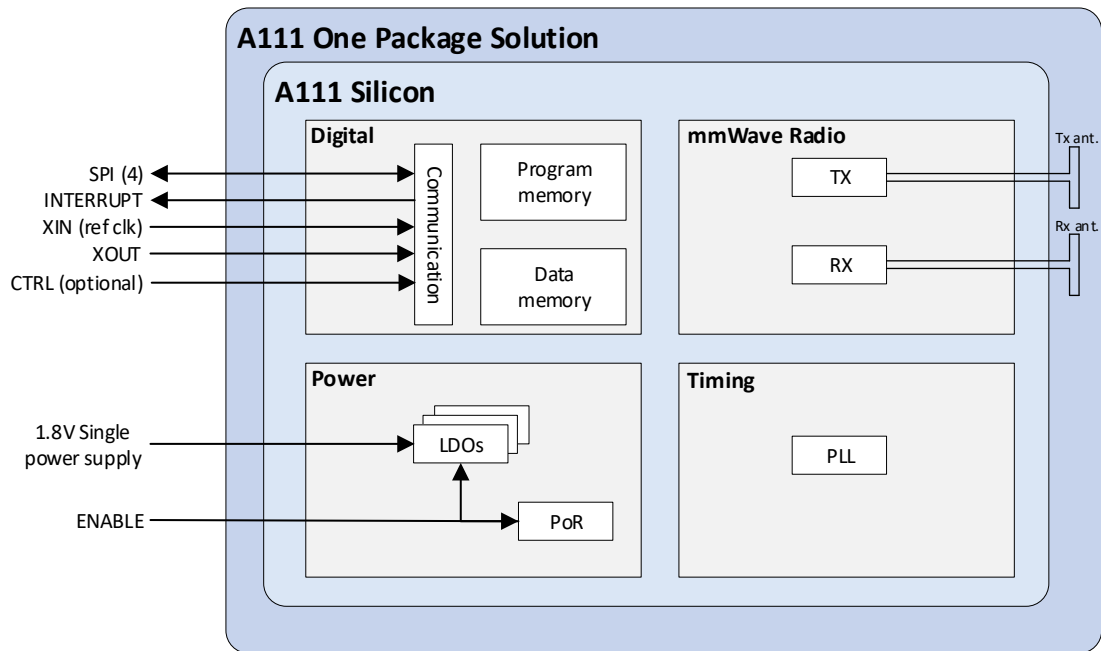 A111 One Package Solution
A111 Silicon
Digital
mmWave Radio
Tx ant.
SPI (4)
INTERRUPT
XIN (ref clk)
XOUT
CTRL (optional)
Communication
Program
memory
Data
memory
TX
RX
Rx ant.
Power
Timing
1.8V Single
power supply
LDOs
PLL
ENABLE
PoR